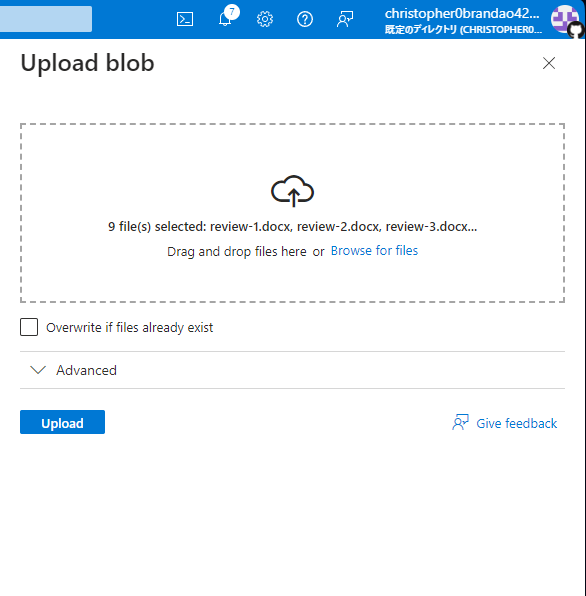 7
christopher0brandao42...
既定のディレクトリ (CHRISTOPHER0...
Upload blob
9 file(s) selected: review-1.docx, review-2.docx, review-3.docx...
Drag and drop files here or Browse for files
Overwrite if files already exist
Advanced
Upload
Give feedback